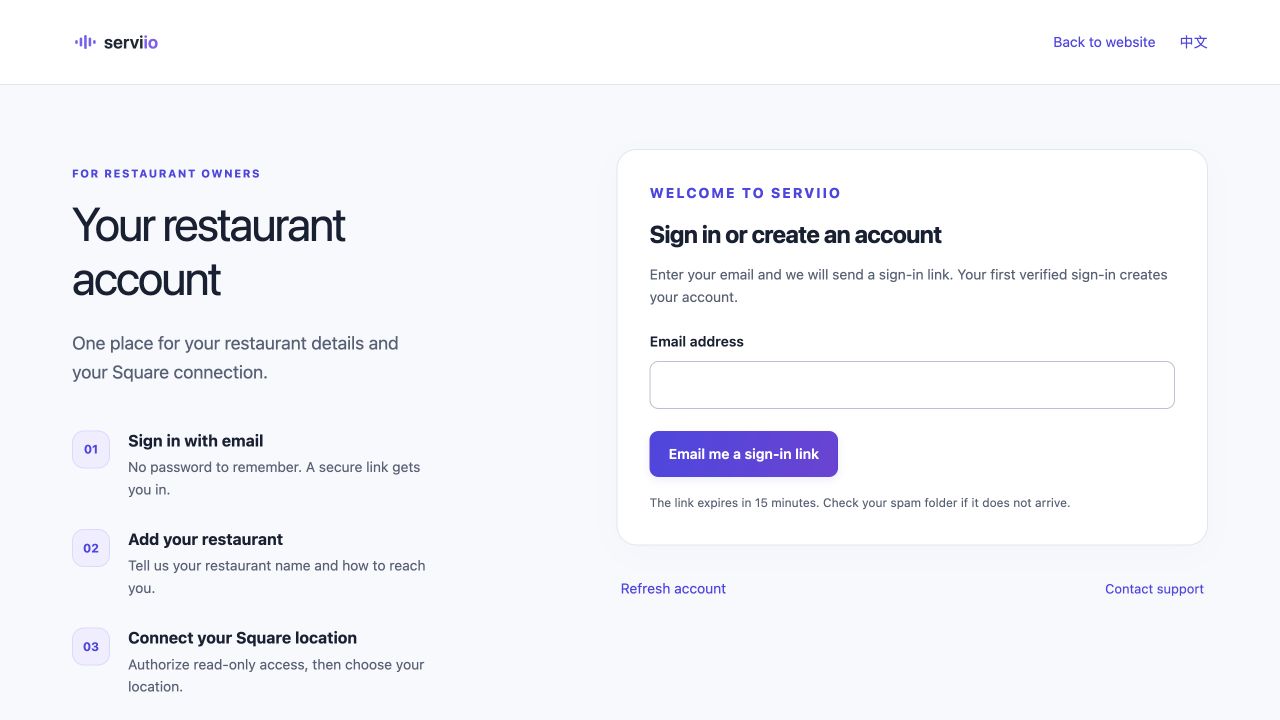 serviio
Back to website
中文
FOR RESTAURANT OWNERS
Your restaurant
account
One place for your restaurant details and
your Square connection.
01
Sign in with email
No password to remember. A secure link gets
you in.
02
Add your restaurant
Tell us your restaurant name and how to reach
you.
03
Connect your Square location
Authorize read-only access, then choose your
location.
WELCOME TO SERVIIO
Sign in or create an account
Enter your email and we will send a sign-in link. Your first verified sign-in creates
your account.
Email address
Email me a sign-in link
The link expires in 15 minutes. Check your spam folder if it does not arrive.
Refresh account
Contact support